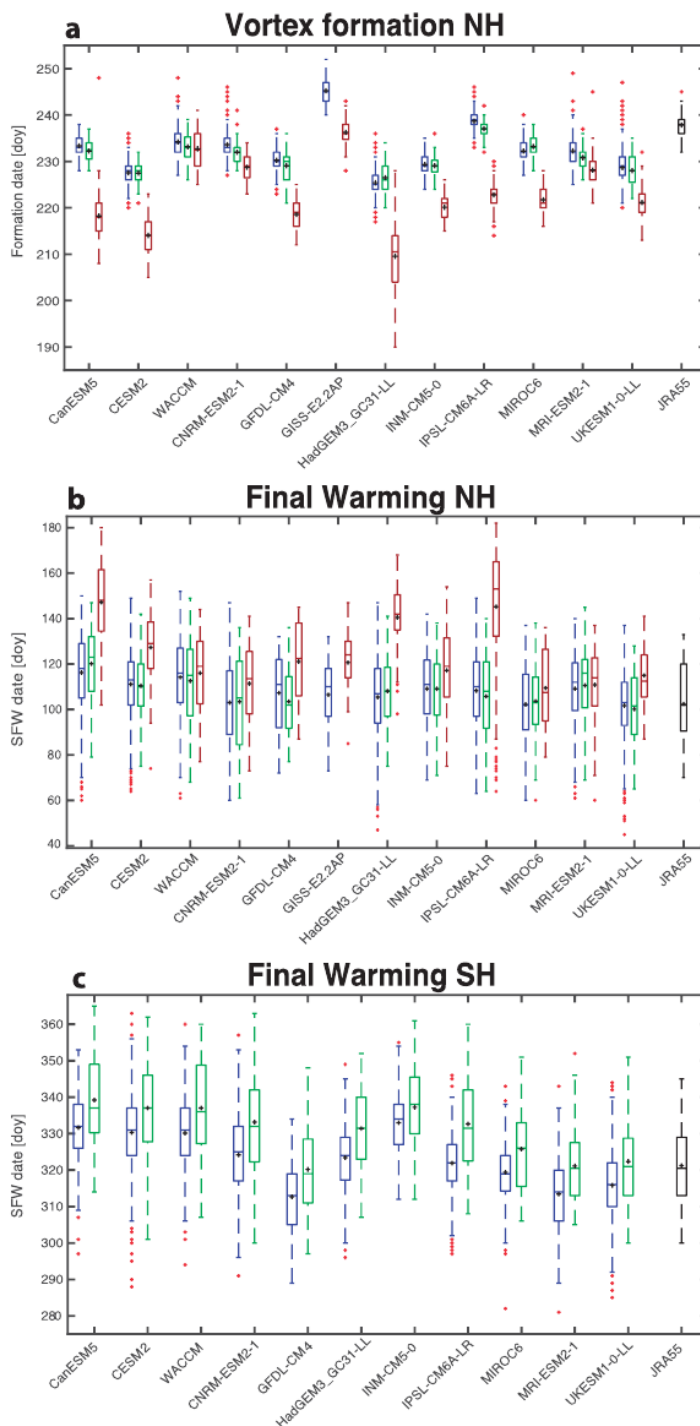 a
Vortex formation NH
Formation date [doy]
250
240
230
220
210
200
190
CanESM5
CESM2
WACCM
CNRM-ESM2-1
GFDL-CM4
GISS-E2.2AP
HadGEM3_GC31-LL
INM-CM5-0
IPSL-CM6A-LR
MIROC6
MRI-ESM2-1
UKESM1-0-LL
JRA55
b
Final Warming NH
SFW date [doy]
180
160
140
120
100
80
60
40
CanESM5
CESM2
WACCM
CNRM-ESM2-1
GFDL-CM4
GISS-E2.2AP
HadGEM3_GC31-LL
INM-CM5-0
IPSL-CM6A-LR
MIROC6
MRI-ESM2-1
UKESM1-0-LL
JRA55
c
Final Warming SH
SFW date [doy]
360
350
340
330
320
310
300
290
280
CanESM5
CESM2
WACCM
CNRM-ESM2-1
GFDL-CM4
HadGEM3_GC31-LL
INM-CM5-0
IPSL-CM6A-LR
MIROC6
MRI-ESM2-1
UKESM1-0-LL
JRA55